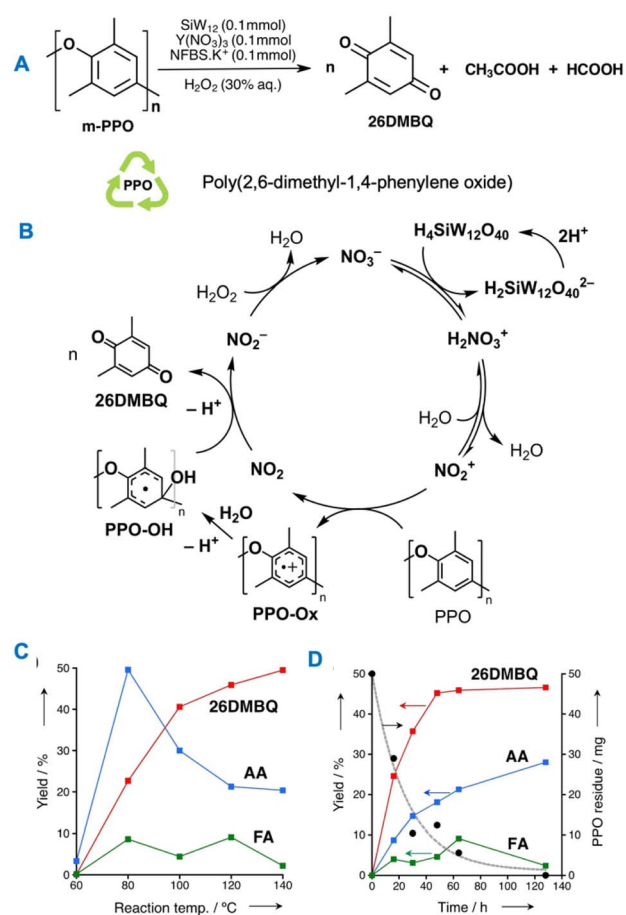 A
SiW₁₂ (0.1mmol)
Y(NO₃)₃ (0.1mmol
NFBS.K⁺ (0.1mmol)
H₂O₂ (30% aq.)
O
n
m-PPO
n
O
O
26DMBQ
+ CH₃COOH + HCOOH
PPO
Poly(2,6-dimethyl-1,4-phenylene oxide)
B
H₂O
NO₃⁻
H₄SiW₁₂O₄₀
2H⁺
H₂SiW₁₂O₄₀²⁻
H₂O₂
NO₂⁻
H₂NO₃⁺
n
O
O
26DMBQ
– H⁺
H₂O
H₂O
NO₂
NO₂⁺
O
OH
n
PPO-OH
H₂O
– H⁺
O
•+
n
PPO-Ox
O
n
PPO
C
Yield / %
50
40
30
20
10
0
60 80 100 120 140
Reaction temp. / ºC
26DMBQ
AA
FA
D
Yield / %
50
40
30
20
10
0
0 20 40 60 80 100 120
Time / h
26DMBQ
AA
FA
50
40
30
20
10
0
PPO residue / mg